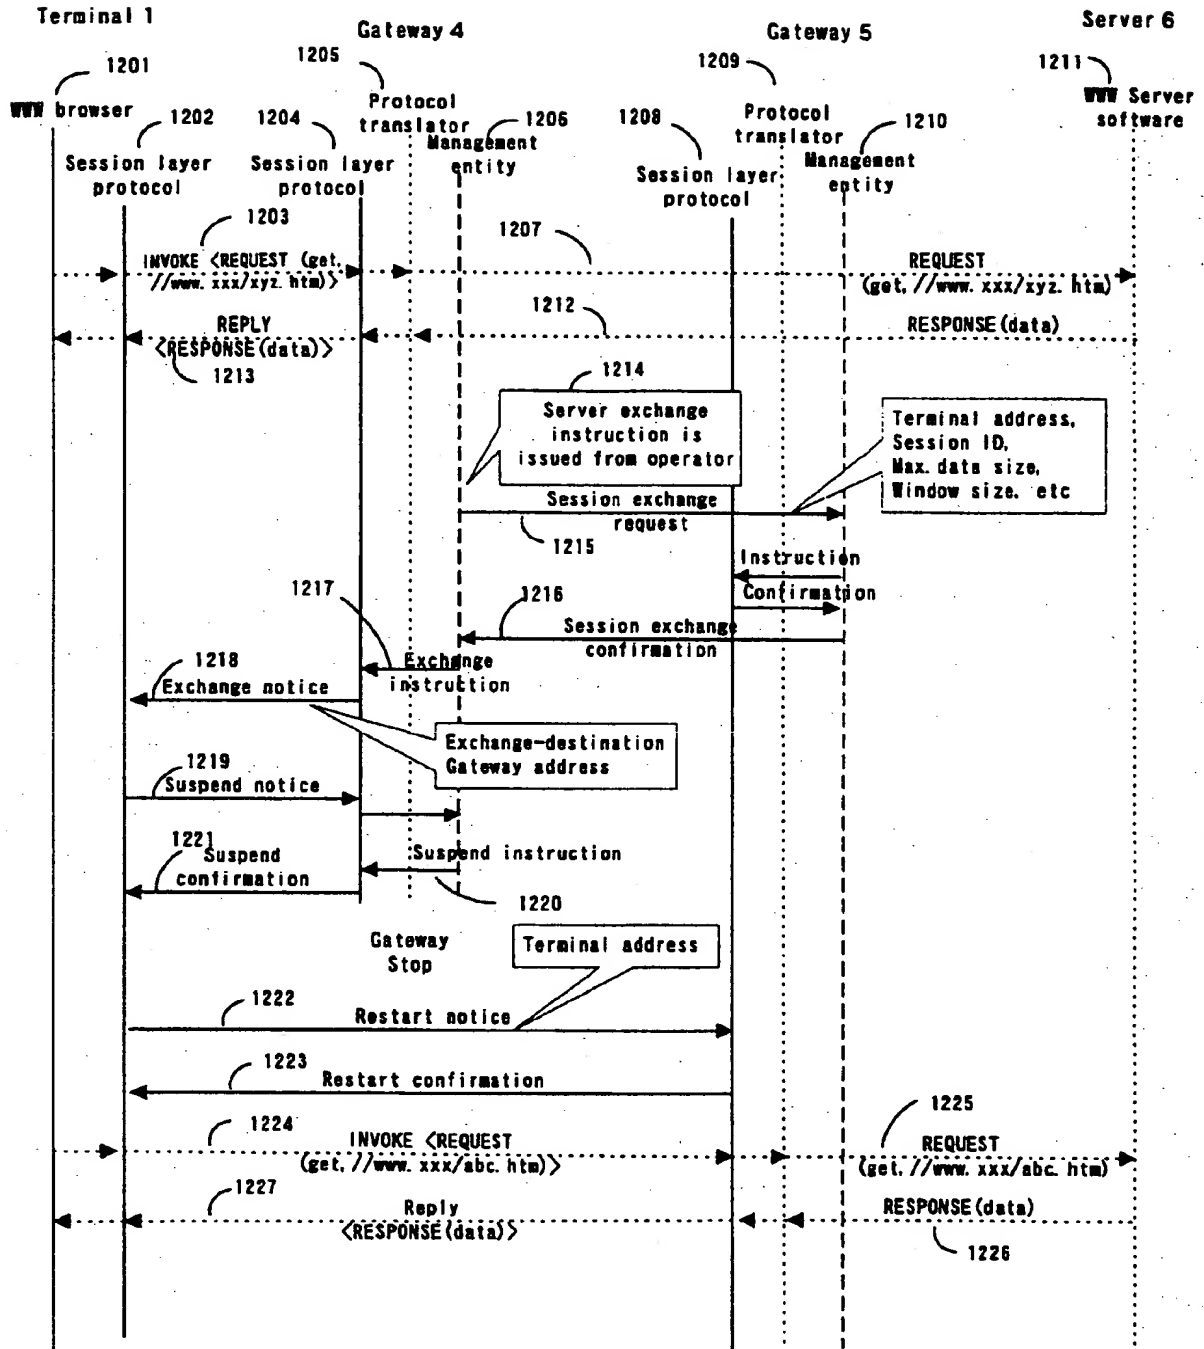 Terminal 1
Gateway 4
Gateway 5
Server 6
1201
1205
1209
1211
WWW browser
1202
1204
Protocol
translator
1206
1208
Protocol
translator
1210
WWW Server
software
Session layer
protocol
Session layer
protocol
Management
entity
Session layer
protocol
Management
entity
1203
1207
INVOKE <REQUEST (get,
//www.xxx/xyz.htm)>
REQUEST
(get,//www.xxx/xyz.htm)
1212
REPLY
<RESPONSE(data)>
RESPONSE(data)
1213
1214
Server exchange
instruction is
issued from operator
Terminal address,
Session ID,
Max. data size,
Window size, etc
Session exchange
request
1215
Instruction
Confirmation
1217
1216
Session exchange
confirmation
1218
Exchange
instruction
Exchange notice
Exchange-destination
Gateway address
1219
Suspend notice
1221
Suspend
confirmation
Suspend instruction
1220
Gateway
Stop
Terminal address
1222
Restart notice
1223
Restart confirmation
1224
INVOKE <REQUEST
(get,//www.xxx/abc.htm)>
1225
REQUEST
(get,//www.xxx/abc.htm)
1227
Reply
<RESPONSE(data)>
RESPONSE(data)
1226